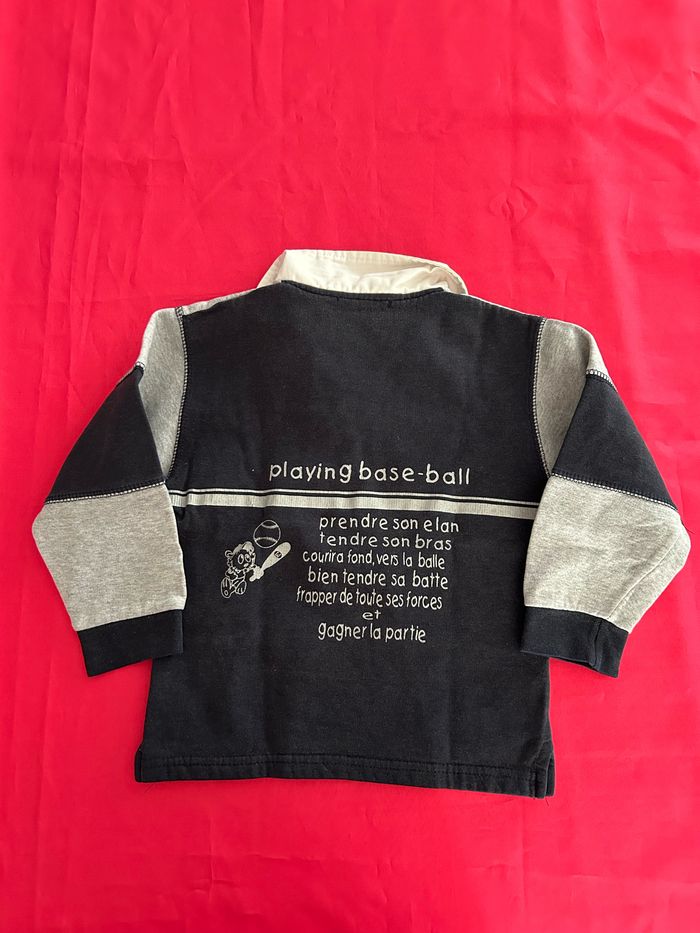 playing base-ball
prendre son elan
tendre son bras
courira fond, vers la balle
bien tendre sa batte
frapper de toute ses forces
et
gagner la partie